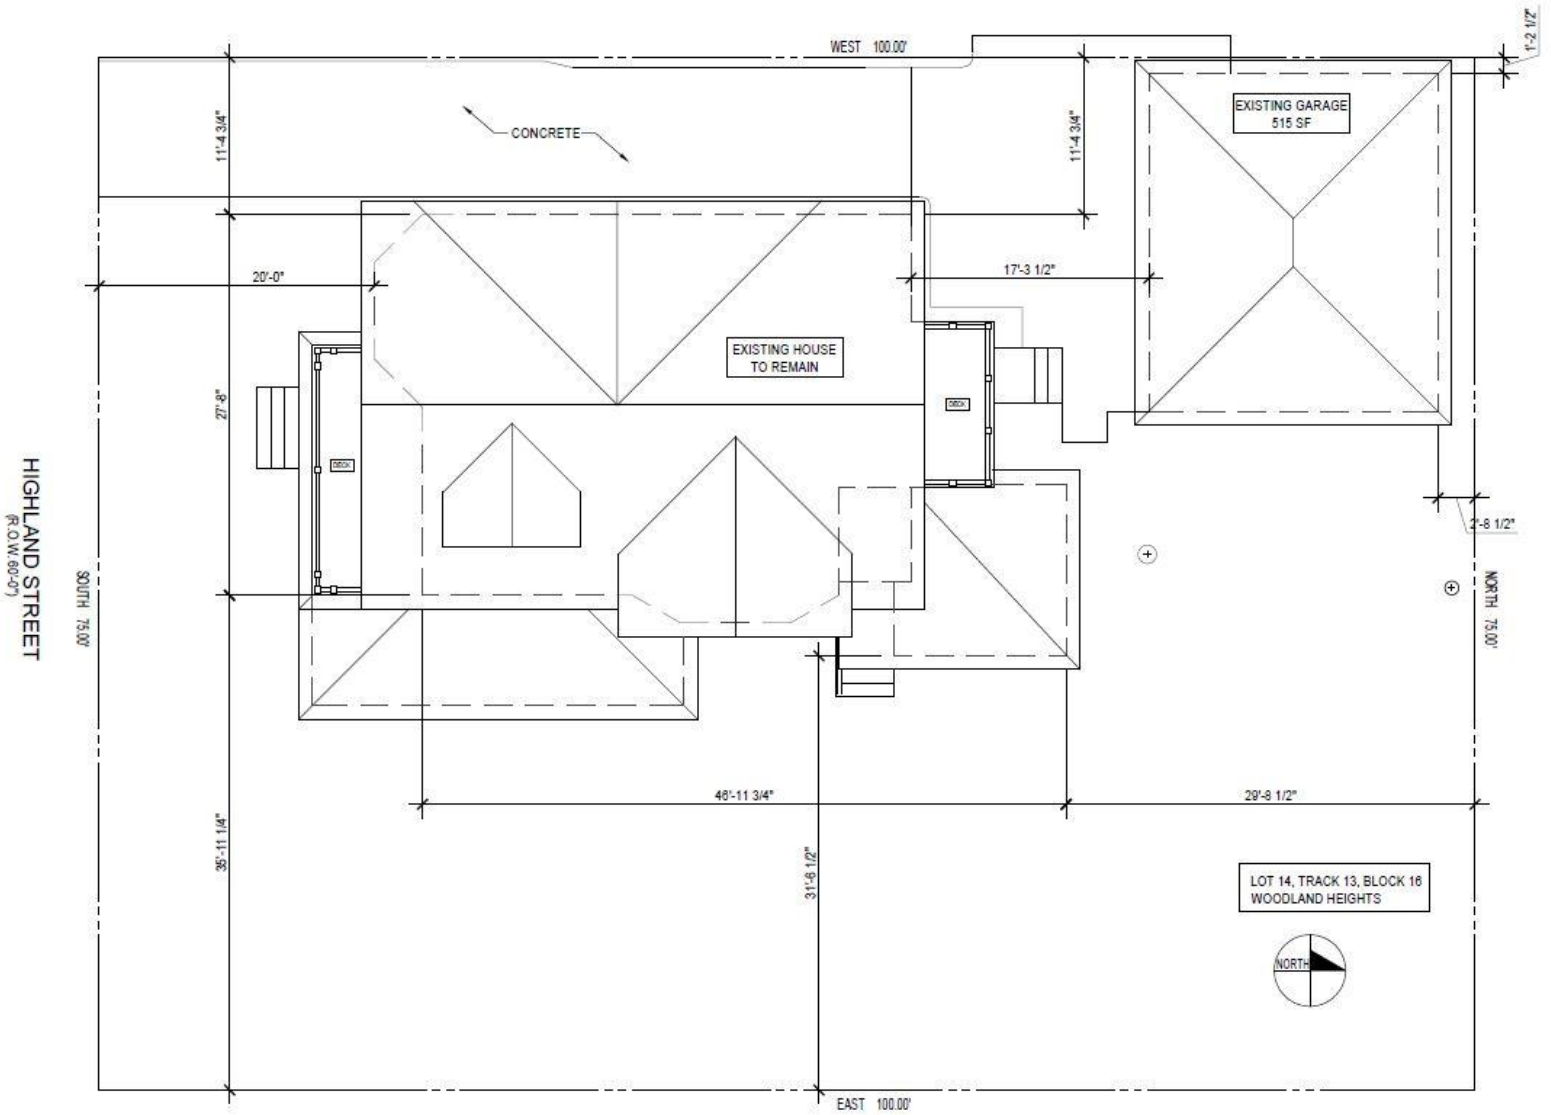 1'-2 1/2"
WEST 100.00'
EXISTING GARAGE
515 SF
11'-4 3/4"
CONCRETE
11'-4 3/4"
20'-0"
17'-3 1/2"
EXISTING HOUSE
TO REMAIN
27'-8"
DECK
DECK
2'-8 1/2"
HIGHLAND STREET
(R.O.W. 60'-0")
SOUTH 75.00'
NORTH 75.00'
46'-11 3/4"
29'-8 1/2"
35'-11 1/4"
31'-6 1/2"
LOT 14, TRACK 13, BLOCK 16
WOODLAND HEIGHTS
NORTH
EAST 100.00'